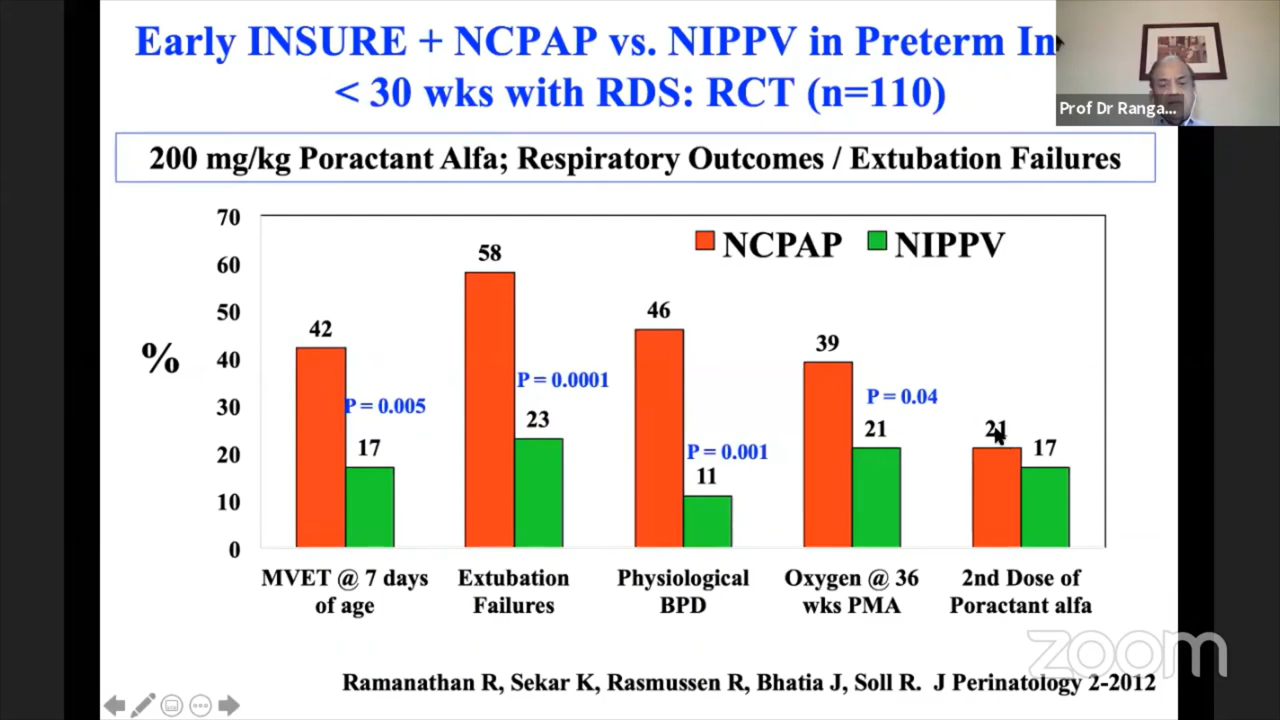 Early INSURE + NCPAP vs. NIPPV in Preterm In
< 30 wks with RDS: RCT (n=110)
Prof Dr Ranga...
200 mg/kg Poractant Alfa; Respiratory Outcomes / Extubation Failures
%
70
60
50
40
30
20
10
0
NCPAP
NIPPV
42
P = 0.005
17
58
P = 0.0001
23
46
P = 0.001
11
39
P = 0.04
21
21
17
MVET @ 7 days
of age
Extubation
Failures
Physiological
BPD
Oxygen @ 36
wks PMA
2nd Dose of
Poractant alfa
zoom
Ramanathan R, Sekar K, Rasmussen R, Bhatia J, Soll R. J Perinatology 2-2012